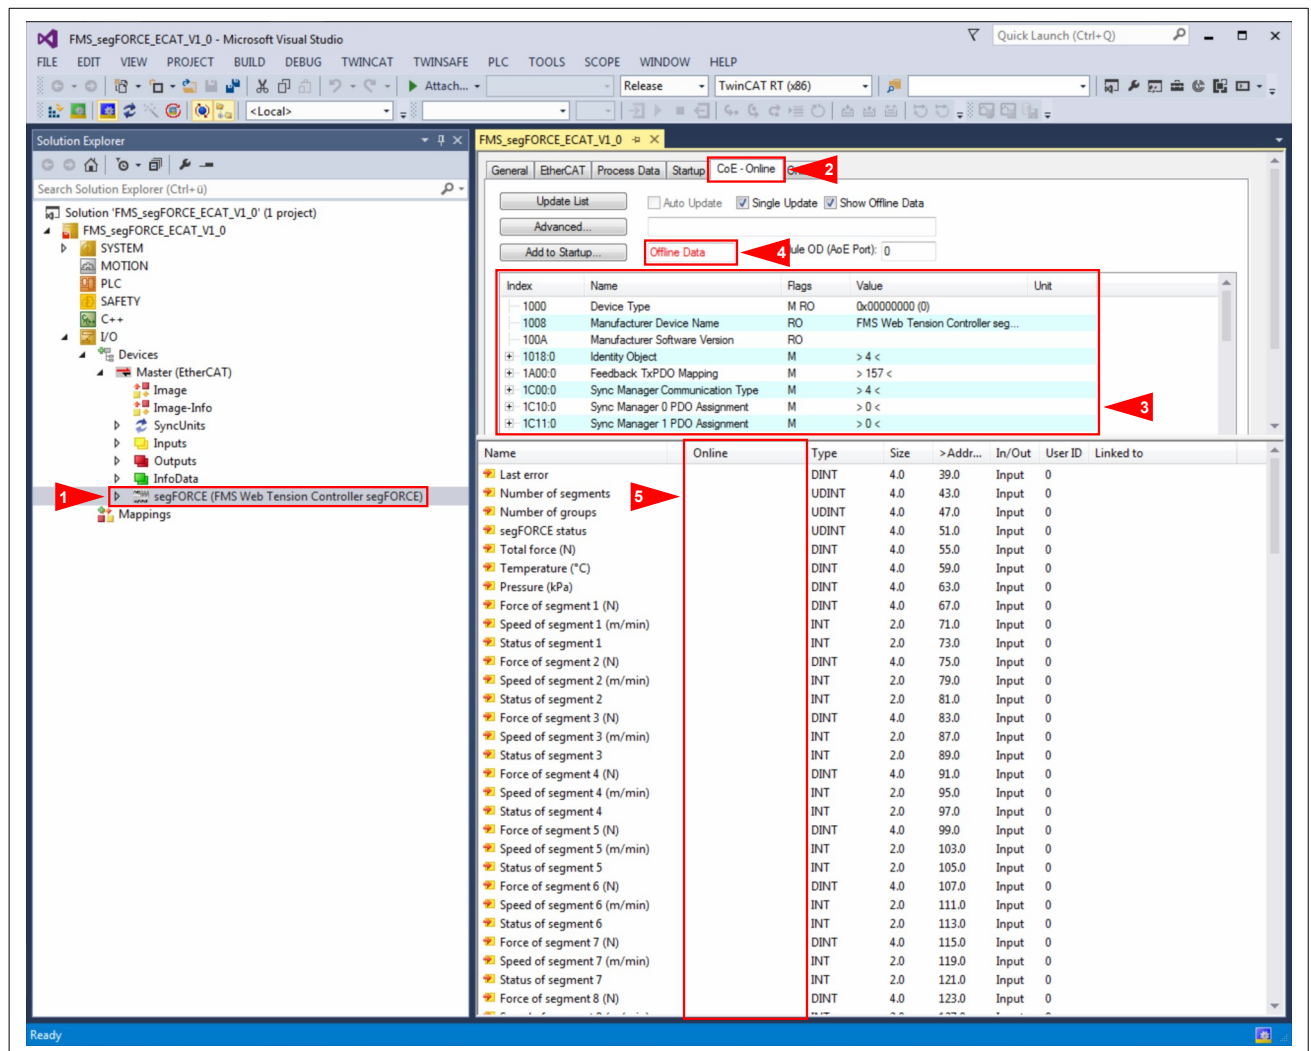 FMS_segFORCE_ECAT_V1_0 - Microsoft Visual Studio
Quick Launch (Ctrl+Q)
FILE EDIT VIEW PROJECT BUILD DEBUG TWINCAT TWINSAFE PLC TOOLS SCOPE WINDOW HELP
Attach... Release TwinCAT RT (x86)
<Local>
Solution Explorer
Search Solution Explorer (Ctrl+ü)
Solution 'FMS_segFORCE_ECAT_V1_0' (1 project)
FMS_segFORCE_ECAT_V1_0
SYSTEM
MOTION
PLC
SAFETY
C++
I/O
Devices
Master (EtherCAT)
Image
Image-Info
SyncUnits
Inputs
Outputs
InfoData
1 segFORCE (FMS Web Tension Controller segFORCE)
Mappings
FMS_segFORCE_ECAT_V1_0
General EtherCAT Process Data Startup CoE - Online 2
Update List Auto Update Single Update Show Offline Data
Advanced...
Add to Startup... Offline Data 4 ule OD (AoE Port): 0
Index Name Flags Value Unit
1000 Device Type M RO 0x00000000 (0)
1008 Manufacturer Device Name RO FMS Web Tension Controller seg...
100A Manufacturer Software Version RO
1018:0 Identity Object M > 4 <
1A00:0 Feedback TxPDO Mapping M > 157 <
1C00:0 Sync Manager Communication Type M > 4 <
1C10:0 Sync Manager 0 PDO Assignment M > 0 <
3
1C11:0 Sync Manager 1 PDO Assignment M > 0 <
Name Online Type Size >Addr... In/Out User ID Linked to
Last error DINT 4.0 39.0 Input 0
Number of segments 5 UDINT 4.0 43.0 Input 0
Number of groups UDINT 4.0 47.0 Input 0
segFORCE status UDINT 4.0 51.0 Input 0
Total force (N) DINT 4.0 55.0 Input 0
Temperature (°C) DINT 4.0 59.0 Input 0
Pressure (kPa) DINT 4.0 63.0 Input 0
Force of segment 1 (N) DINT 4.0 67.0 Input 0
Speed of segment 1 (m/min) INT 2.0 71.0 Input 0
Status of segment 1 INT 2.0 73.0 Input 0
Force of segment 2 (N) DINT 4.0 75.0 Input 0
Speed of segment 2 (m/min) INT 2.0 79.0 Input 0
Status of segment 2 INT 2.0 81.0 Input 0
Force of segment 3 (N) DINT 4.0 83.0 Input 0
Speed of segment 3 (m/min) INT 2.0 87.0 Input 0
Status of segment 3 INT 2.0 89.0 Input 0
Force of segment 4 (N) DINT 4.0 91.0 Input 0
Speed of segment 4 (m/min) INT 2.0 95.0 Input 0
Status of segment 4 INT 2.0 97.0 Input 0
Force of segment 5 (N) DINT 4.0 99.0 Input 0
Speed of segment 5 (m/min) INT 2.0 103.0 Input 0
Status of segment 5 INT 2.0 105.0 Input 0
Force of segment 6 (N) DINT 4.0 107.0 Input 0
Speed of segment 6 (m/min) INT 2.0 111.0 Input 0
Status of segment 6 INT 2.0 113.0 Input 0
Force of segment 7 (N) DINT 4.0 115.0 Input 0
Speed of segment 7 (m/min) INT 2.0 119.0 Input 0
Status of segment 7 INT 2.0 121.0 Input 0
Force of segment 8 (N) DINT 4.0 123.0 Input 0
Ready